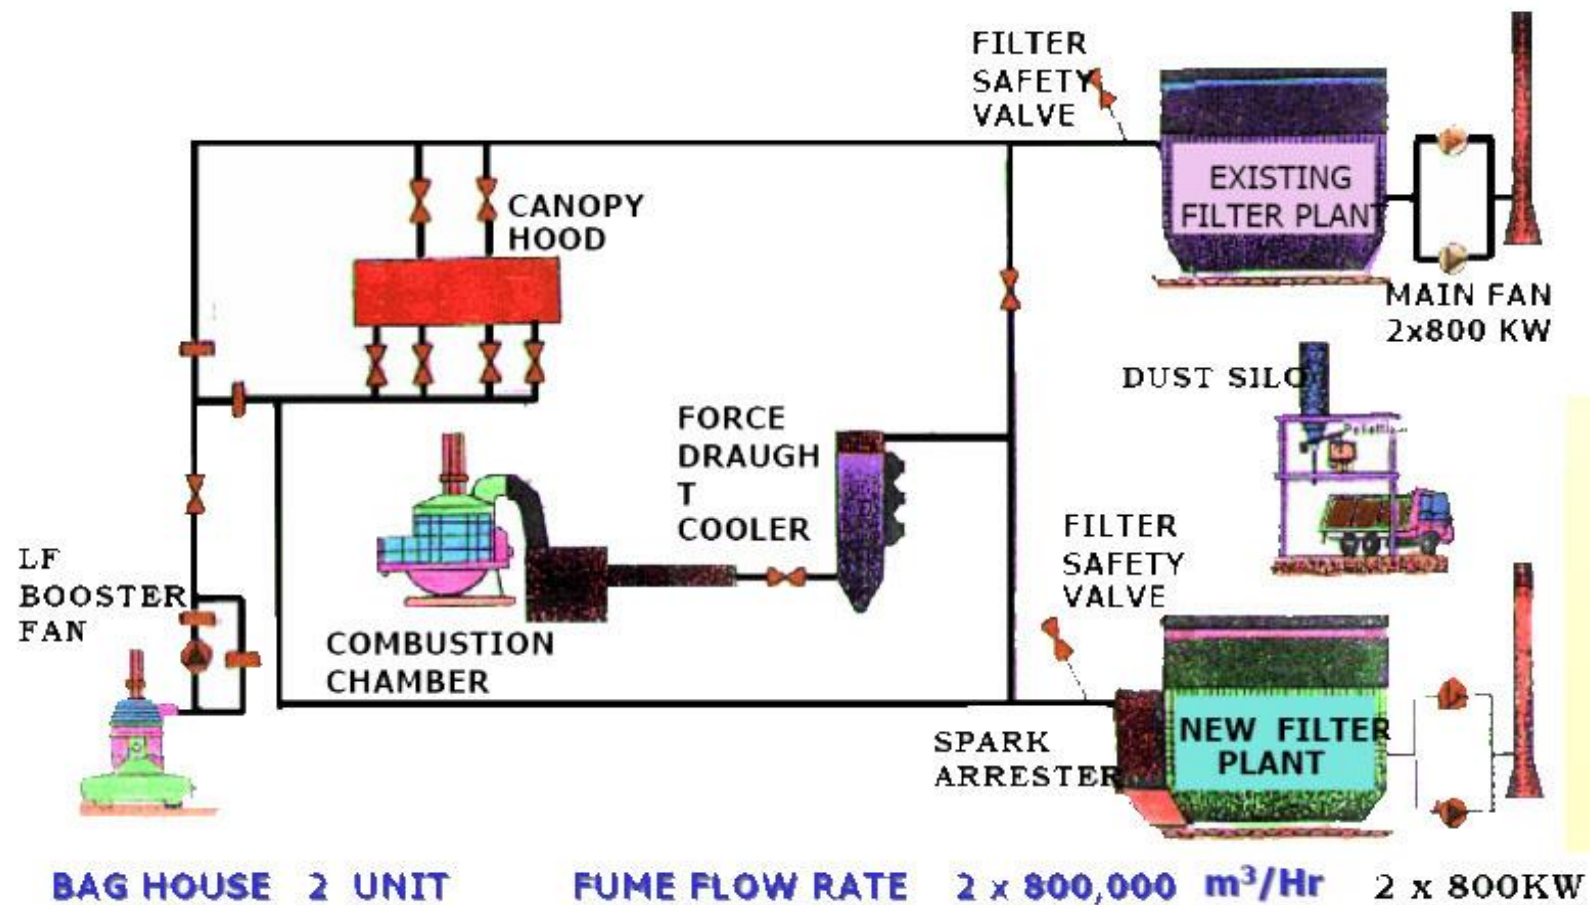 FILTER
SAFETY
VALVE
EXISTING
FILTER PLANT
CANOPY
HOOD
MAIN FAN
2x800 KW
DUST SILO
FORCE
DRAUGH
T
COOLER
FILTER
SAFETY
VALVE
LF
BOOSTER
FAN
COMBUSTION
CHAMBER
SPARK
ARRESTER
NEW FILTER
PLANT
BAG HOUSE 2 UNIT FUME FLOW RATE 2 x 800,000 m³/Hr 2 x 800KW